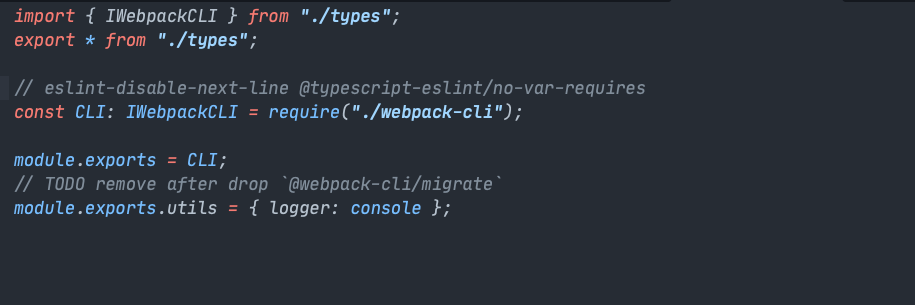 import { IWebpackCLI } from "./types";
export * from "./types";
// eslint-disable-next-line @typescript-eslint/no-var-requires
const CLI: IWebpackCLI = require("./webpack-cli");
module.exports = CLI;
// TODO remove after drop `@webpack-cli/migrate`
module.exports.utils = { logger: console };